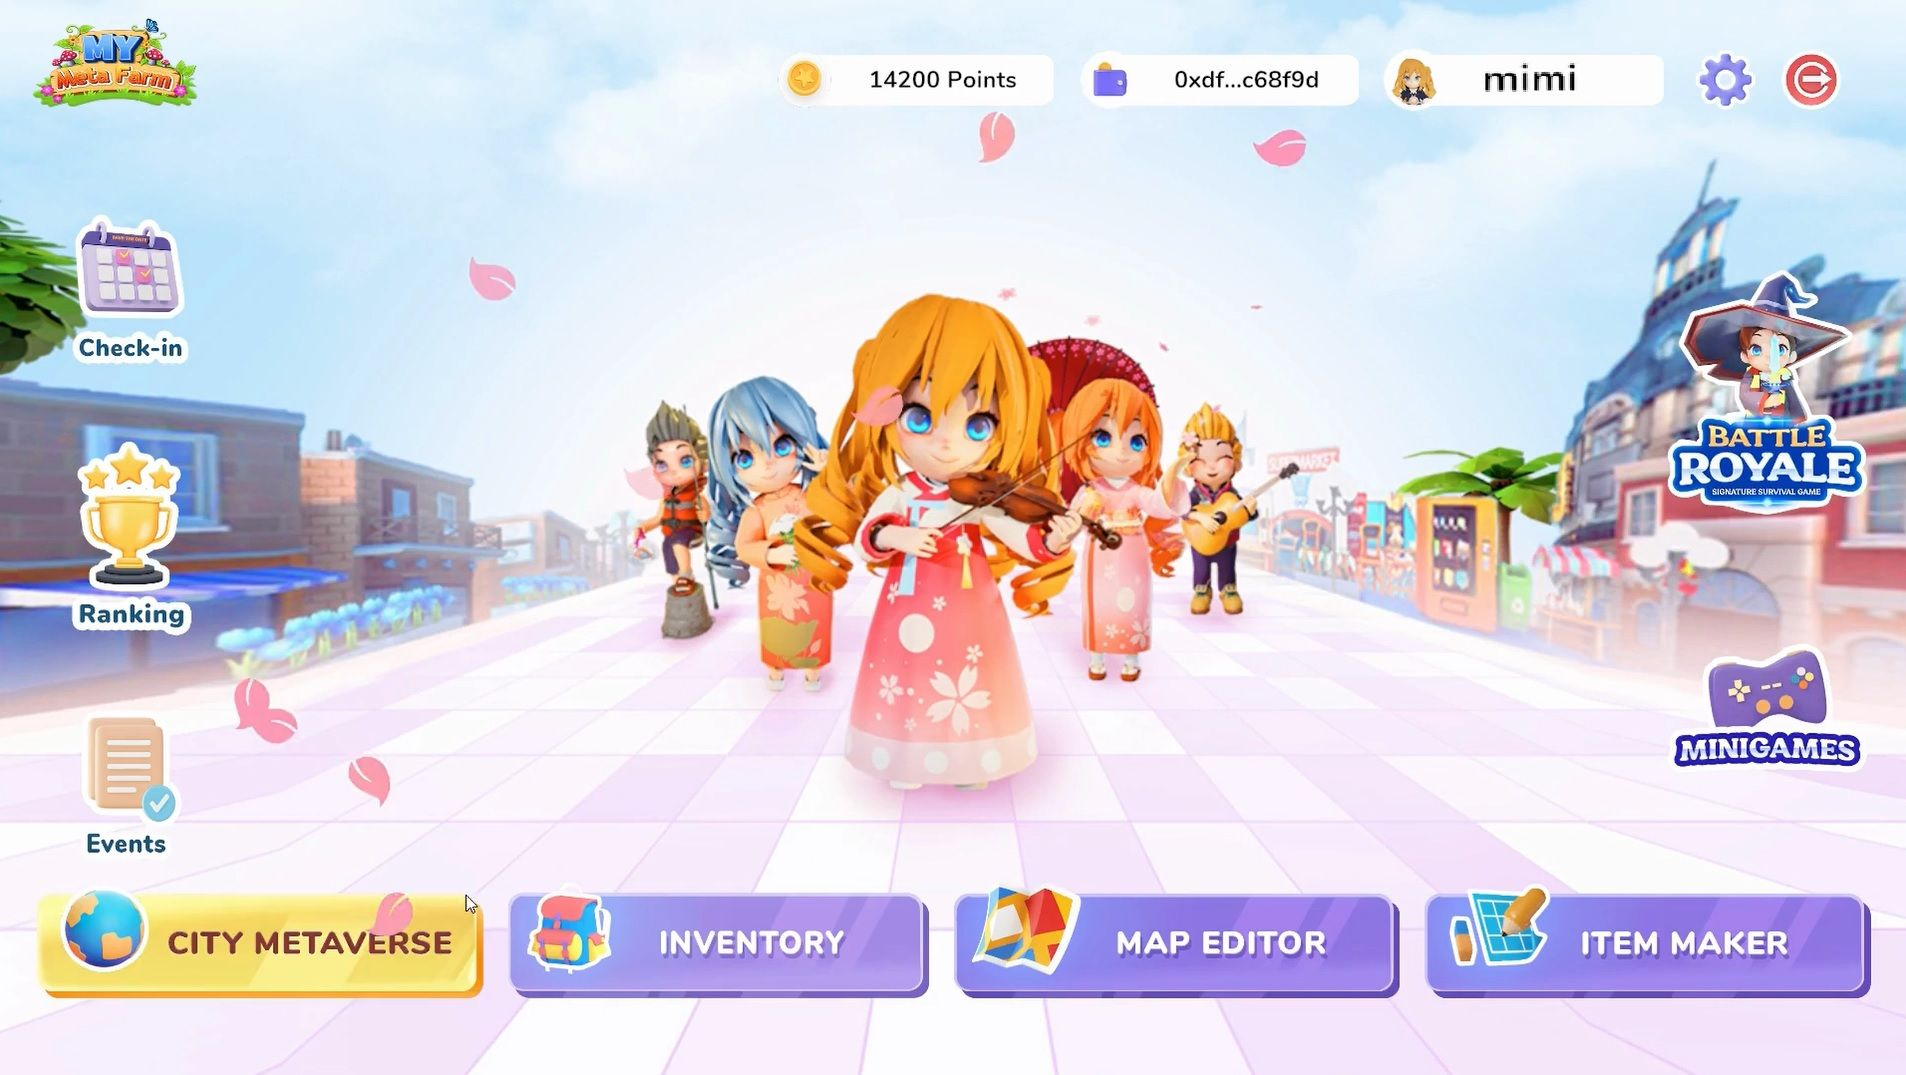 MY
Meta Farm
14200 Points
0xdf...c68f9d
mimi
Check-in
Ranking
Events
SUPERMARKET
BATTLE
ROYALE
SIGNATURE SURVIVAL GAME
MINIGAMES
CITY METAVERSE
INVENTORY
MAP EDITOR
ITEM MAKER